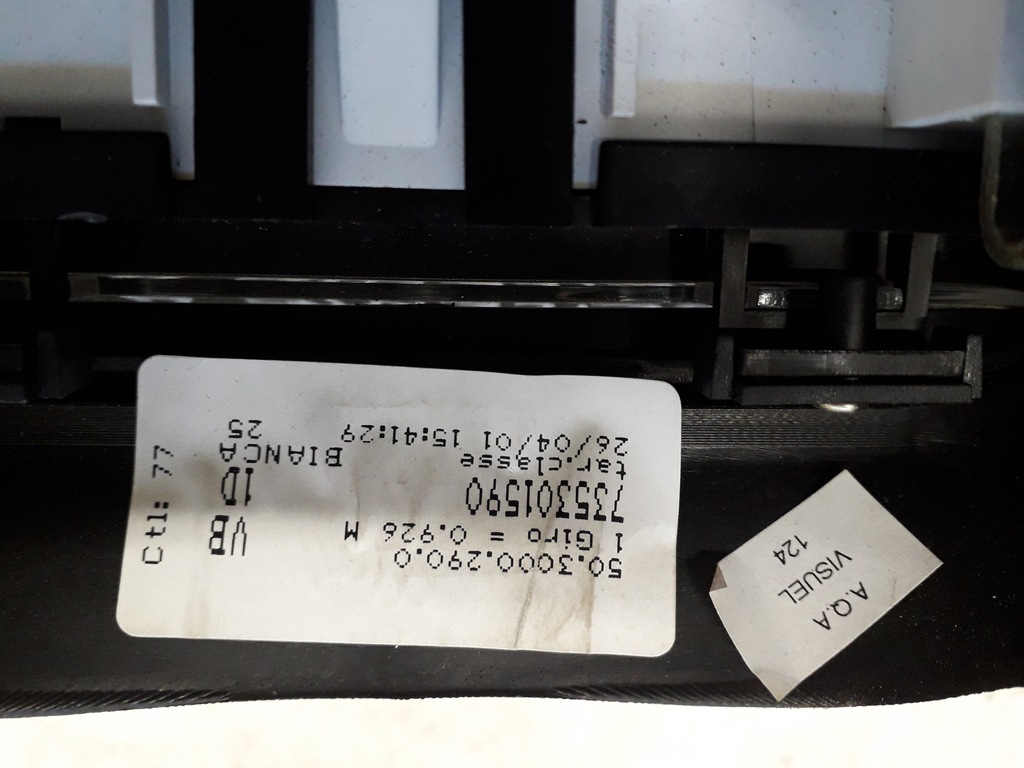 50.3000.290.0
1 Giro = 0.926 M
735301590
tar.classe
26/04/01 15:41:29
VB
1D
BIANCA
25
Ctl: 77
A.Q.A
VISUEL
124